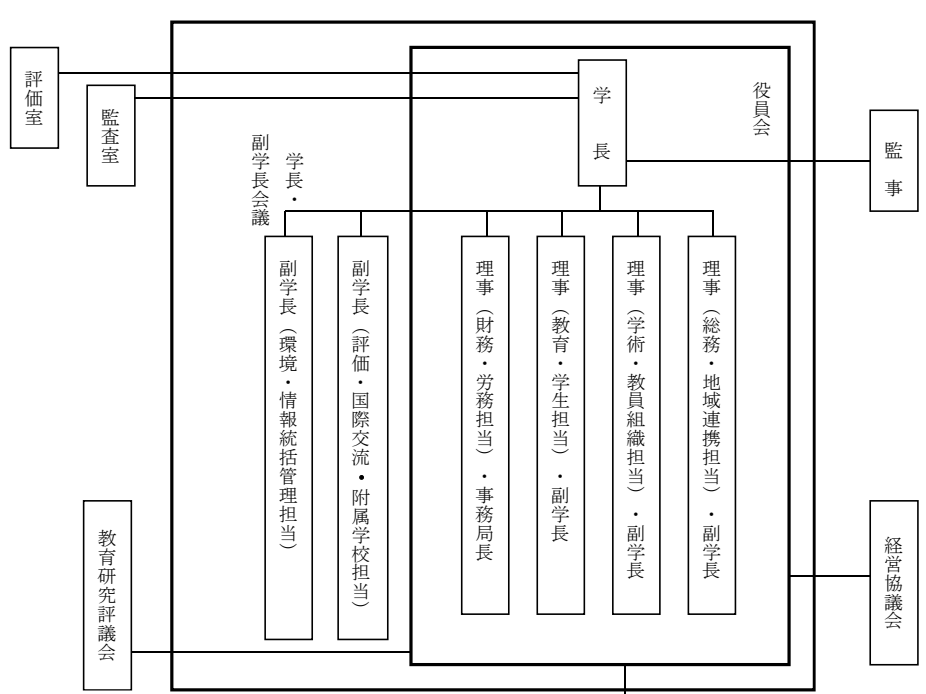 役員会
学長
監事
評価室
監査室
学長・
副学長会議
理事（総務・地域連携担当）・副学長
理事（学術・教員組織担当）・副学長
理事（教育・学生担当）・副学長
理事（財務・労務担当）・事務局長
副学長（評価・国際交流・附属学校担当）
副学長（環境・情報統括管理担当）
経営協議会
教育研究評議会